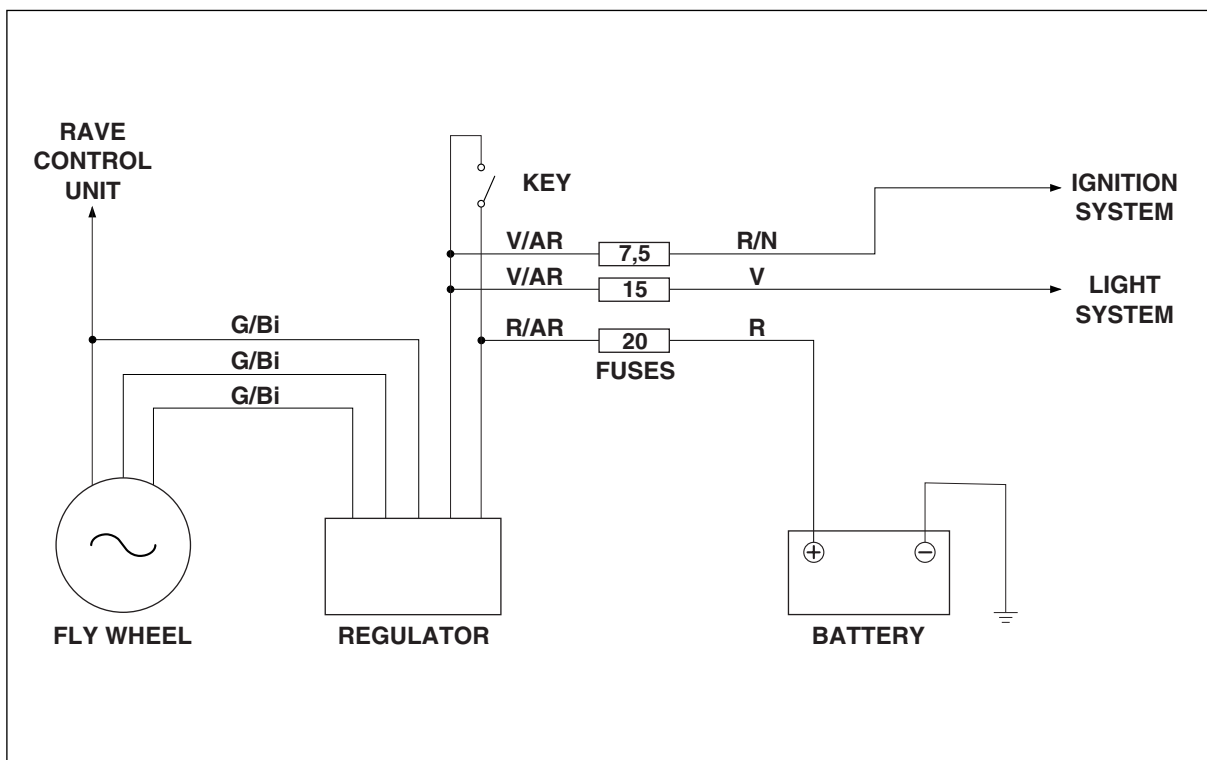 RAVE
CONTROL
UNIT
KEY
IGNITION
SYSTEM
V/AR
7,5
R/N
V/AR
15
V
LIGHT
SYSTEM
G/Bi
R/AR
20
R
FUSES
G/Bi
G/Bi
+
−
FLY WHEEL
REGULATOR
BATTERY